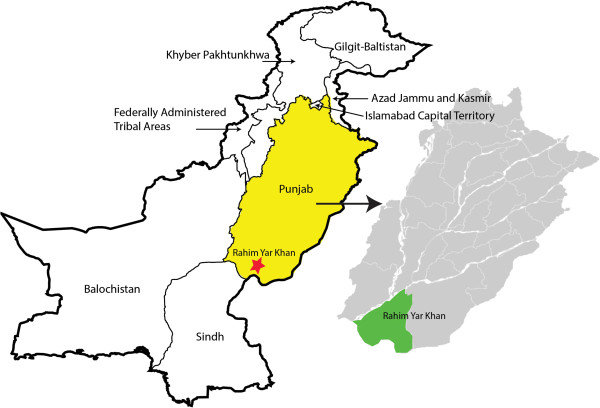 Gilgit-Baltistan
Khyber Pakhtunkhwa
Azad Jammu and Kasmir
Federally Administered
Tribal Areas
Islamabad Capital Territory
Punjab
Rahim Yar Khan
Balochistan
Sindh
Rahim Yar Khan